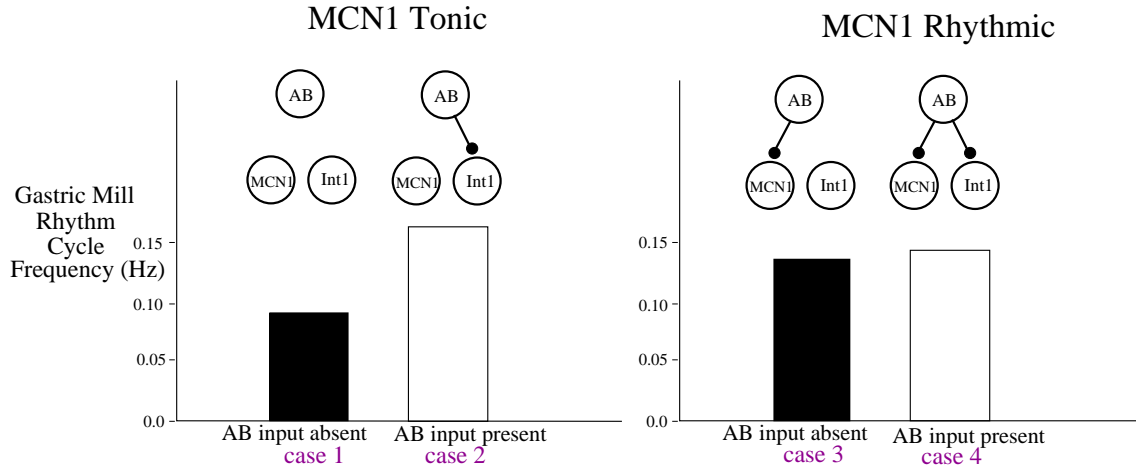 MCN1 Tonic
AB
AB
MCN1
Int1
MCN1
Int1
Gastric Mill
Rhythm
Cycle
Frequency (Hz)
0.15
0.10
0.05
0.0
AB input absent
case 1
AB input present
case 2
MCN1 Rhythmic
AB
AB
MCN1
Int1
MCN1
Int1
0.15
0.10
0.05
0.0
AB input absent
case 3
AB input present
case 4